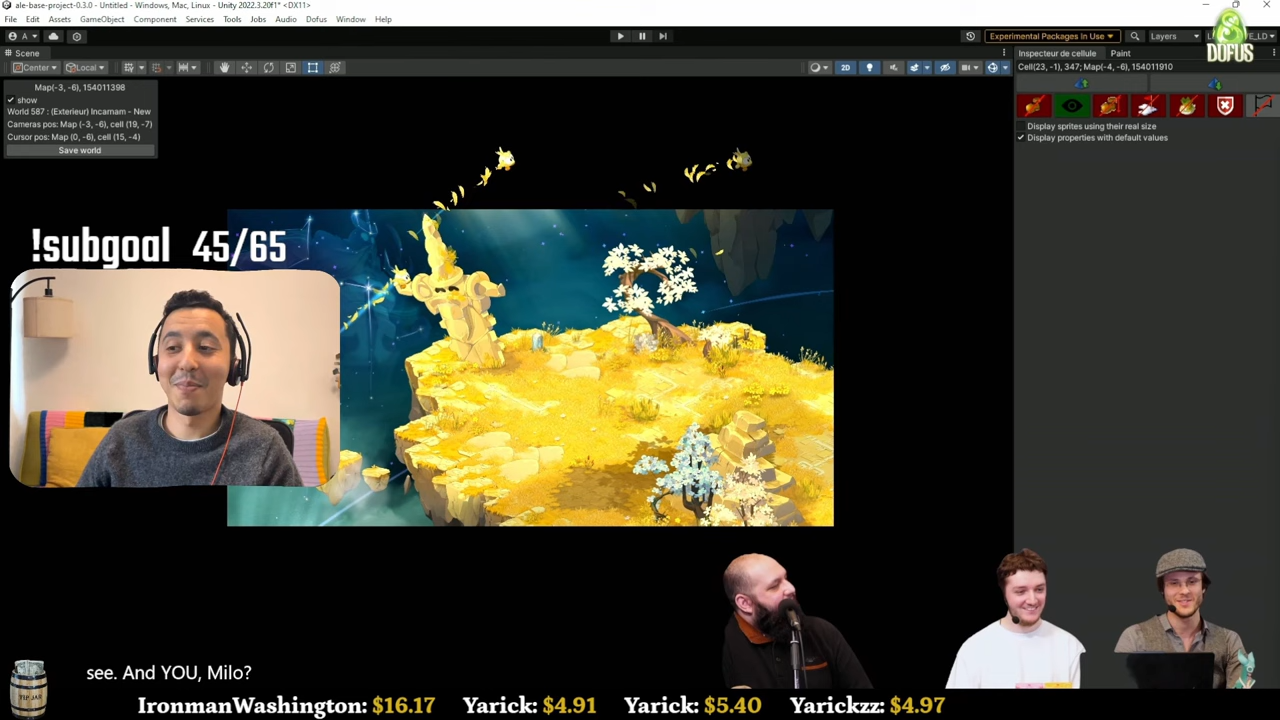 ale-base-project-0.3.0 - Untitled - Windows, Mac, Linux - Unity 2022.3.20f1* <DX11>
File Edit Assets GameObject Component Services Tools Jobs Audio Dofus Window Help
A
Experimental Packages In Use
Layers
DOFUS
Scene
Inspecteur de cellule
Paint
Center
Local
2D
Cell(23, -1), 347; Map(-4, -6), 154011910
Map(-3, -6), 154011398
show
World 587 : (Exterieur) Incarnam - New
Cameras pos: Map (-3, -6), cell (19, -7)
Cursor pos: Map (0, -6), cell (15, -4)
Save world
Display sprites using their real size
Display properties with default values
!subgoal 45/65
see. And YOU, Milo?
TIP JAR
IronmanWashington: $16.17 Yarick: $4.91 Yarick: $5.40 Yarickzz: $4.97